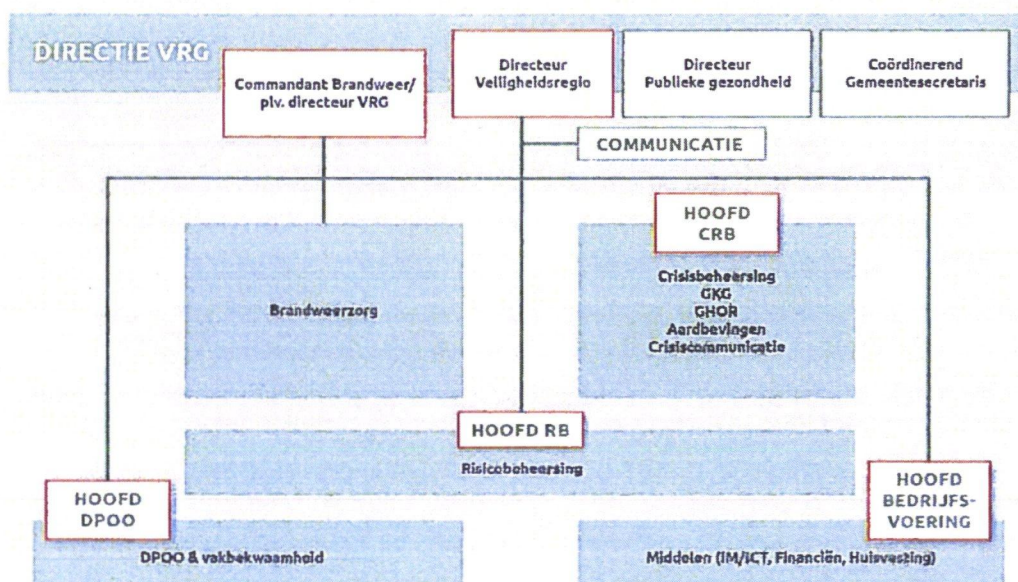 DIRECTIE VRG
Commandant Brandweer/
plv. directeur VRG
Directeur
Veiligheidsregio
Directeur
Publieke gezondheid
Coördinerend
Gemeentesecretaris
COMMUNICATIE
HOOFD
CRB
Crisisbeheersing
GKG
GHOR
Aardbevingen
Crisiscommunicatie
Brandweerzorg
HOOFD RB
Risicobeheersing
HOOFD
DPOO
DPOO & vakbekwaamheid
HOOFD
BEDRIJFS-
VOERING
Middelen (IM/ICT, Financiën, Huisvesting)